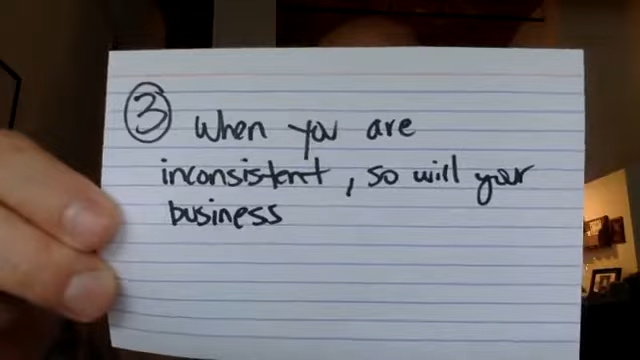 ③ When you are
inconsistent, so will your
business